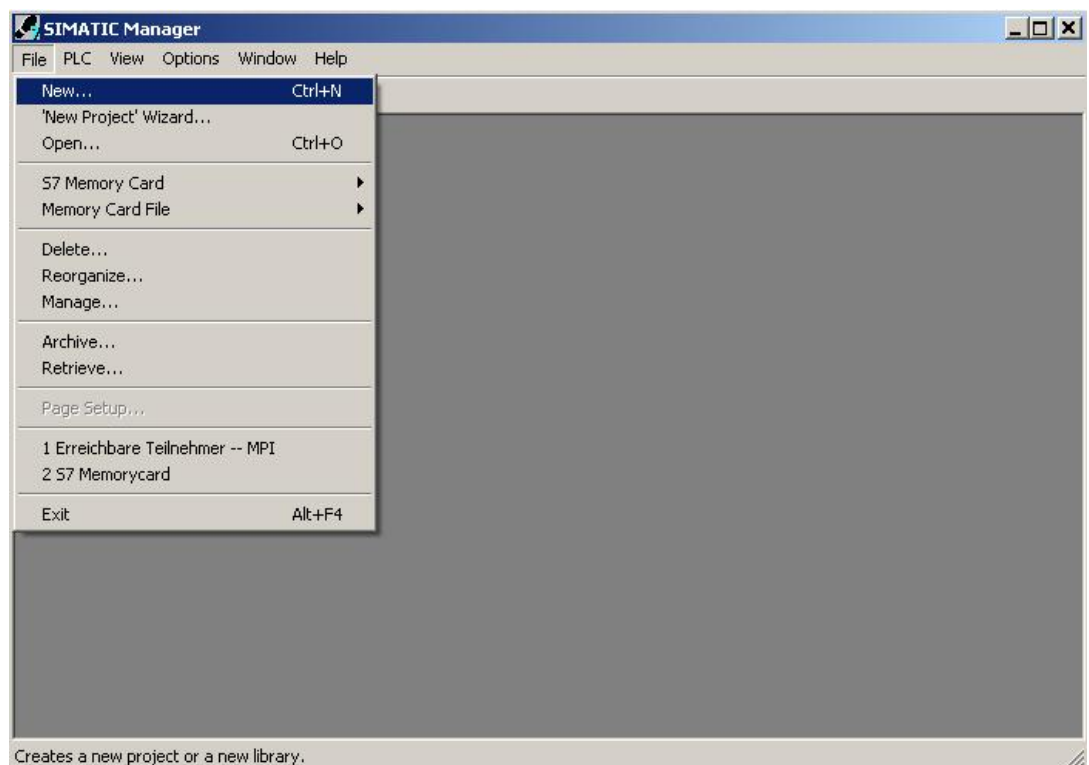 SIMATIC Manager
File PLC View Options Window Help
New... Ctrl+N
'New Project' Wizard...
Open... Ctrl+O
S7 Memory Card
Memory Card File
Delete...
Reorganize...
Manage...
Archive...
Retrieve...
Page Setup...
1 Erreichbare Teilnehmer -- MPI
2 S7 Memorycard
Exit Alt+F4
Creates a new project or a new library.